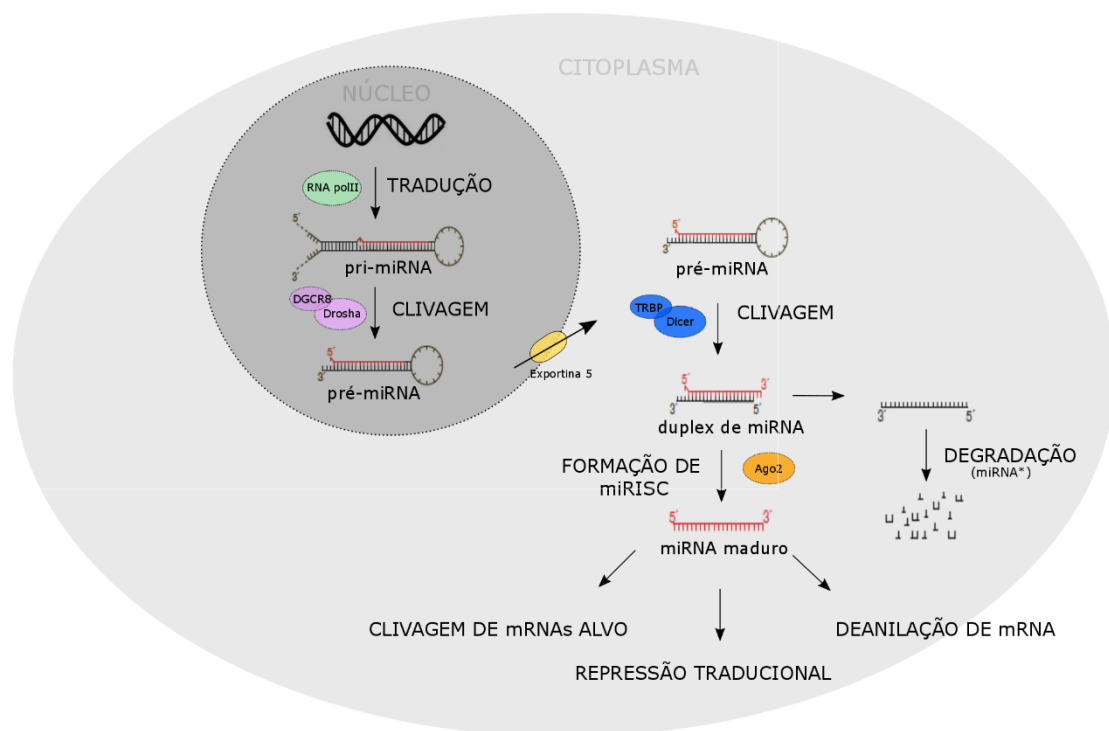 CITOPLASMA
NÚCLEO
RNA polII
TRADUÇÃO
5´
3´
pri-miRNA
DGCR8
Drosha
CLIVAGEM
5´
3´
pré-miRNA
Exportina 5
5´
3´
pré-miRNA
TRBP
Dicer
CLIVAGEM
5´
3´
3´
5´
duplex de miRNA
3´
5´
DEGRADAÇÃO
(miRNA*)
FORMAÇÃO DE
miRISC
Ago2
5´
3´
miRNA maduro
CLIVAGEM DE mRNAs ALVO
REPRESSÃO TRADUCIONAL
DEANILAÇÃO DE mRNA